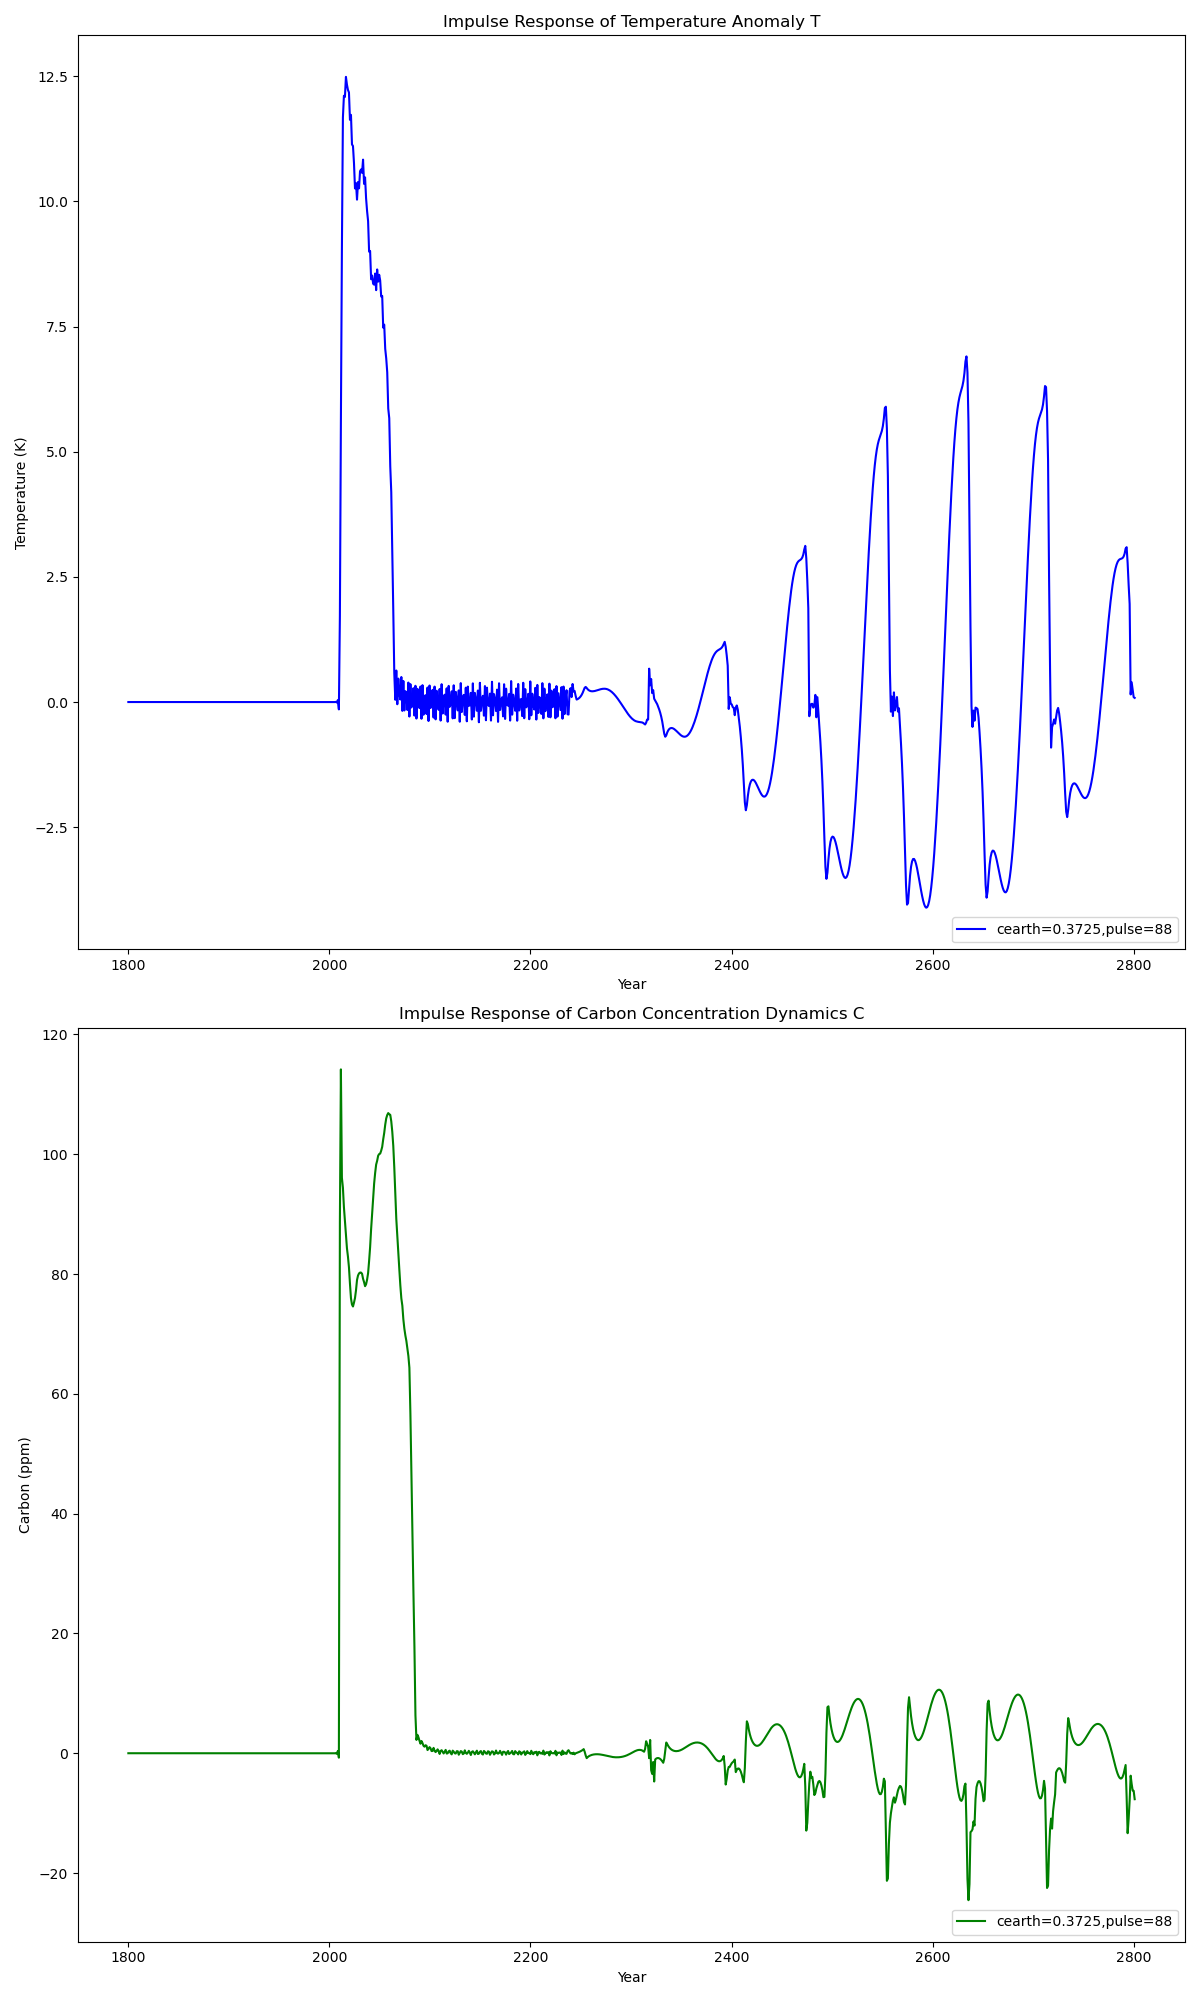 Impulse Response of Temperature Anomaly T
12.5
10.0
7.5
5.0
2.5
0.0
−2.5
Temperature (K)
cearth=0.3725,pulse=88
1800 2000 2200 2400 2600 2800
Year
Impulse Response of Carbon Concentration Dynamics C
120
100
80
60
40
20
0
−20
Carbon (ppm)
cearth=0.3725,pulse=88
1800 2000 2200 2400 2600 2800
Year